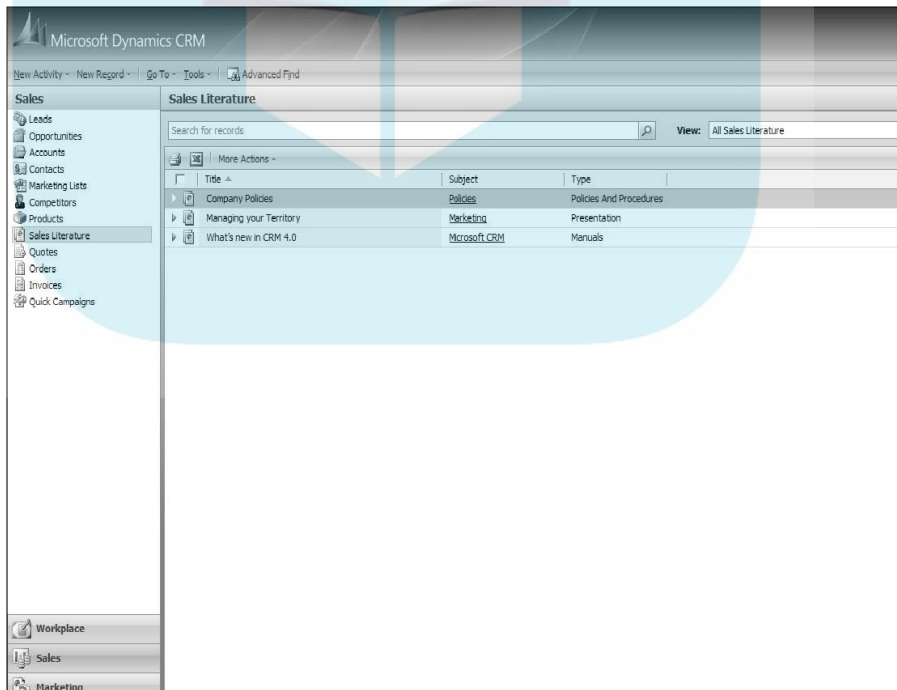 Microsoft Dynamics CRM
New Activity New Record Go To Tools Advanced Find
Sales
Leads
Opportunities
Accounts
Contacts
Marketing Lists
Competitors
Products
Sales Literature
Quotes
Orders
Invoices
Quick Campaigns
Workplace
Sales
Marketing
Sales Literature
Search for records View: All Sales Literature
More Actions
Title Subject Type
Company Policies Policies Policies And Procedures
Managing your Territory Marketing Presentation
What's new in CRM 4.0 Microsoft CRM Manuals